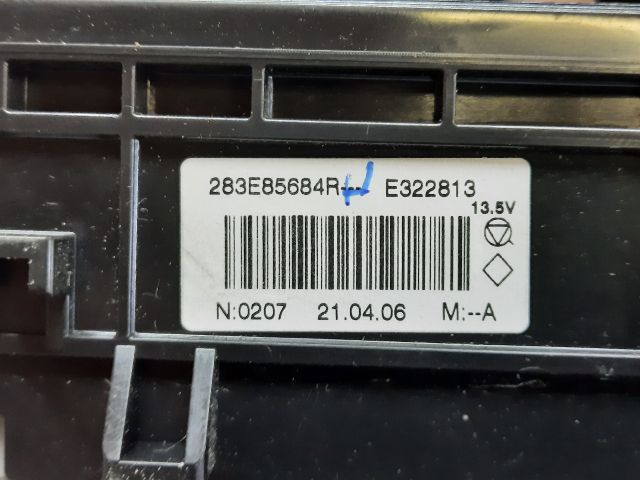 283E85684R--- E322813
13.5V
N:0207 21.04.06 M:--A